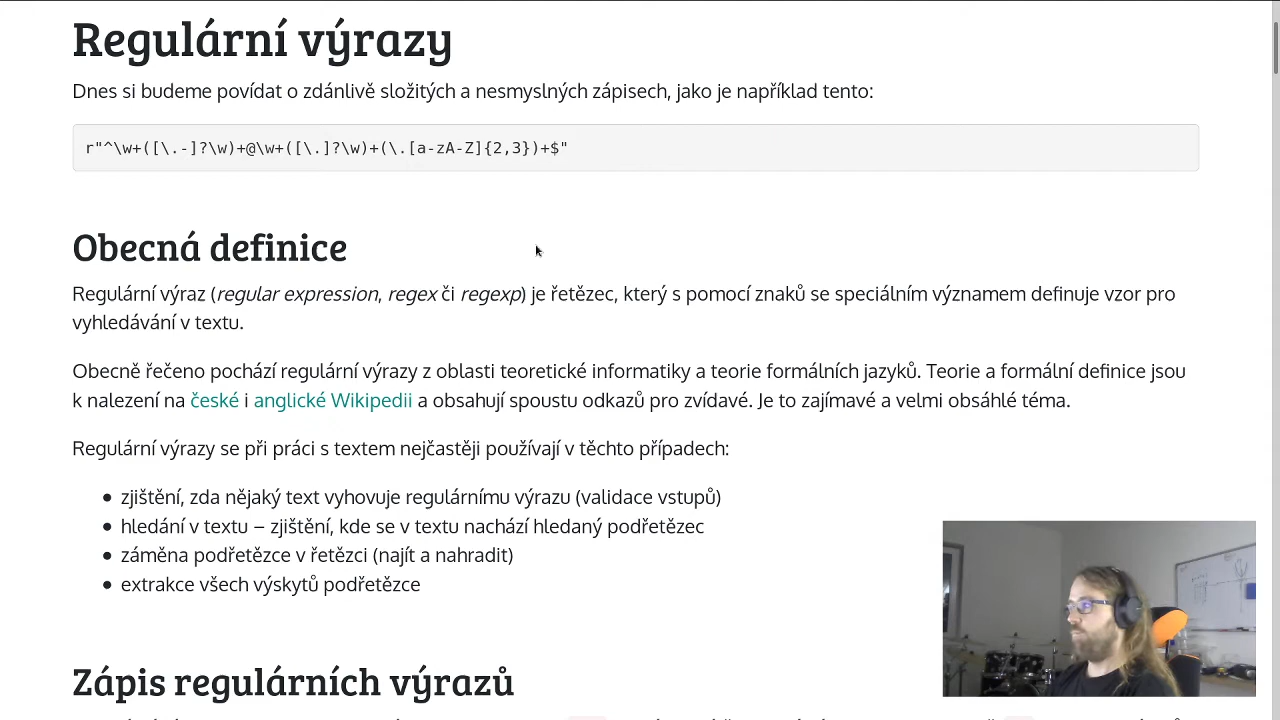 Regulární výrazy
Dnes si budeme povídat o zdánlivě složitých a nesmyslných zápisech, jako je například tento:
r"^\w+([\.-]?\w)+@\w+([\.]?\w)+(\.[a-zA-Z]{2,3})+$"
Obecná definice
Regulární výraz (regular expression, regex či regexp) je řetězec, který s pomocí znaků se speciálním významem definuje vzor pro
vyhledávání v textu.
Obecně řečeno pochází regulární výrazy z oblasti teoretické informatiky a teorie formálních jazyků. Teorie a formální definice jsou
k nalezení na české i anglické Wikipedii a obsahují spoustu odkazů pro zvídavé. Je to zajímavé a velmi obsáhlé téma.
Regulární výrazy se při práci s textem nejčastěji používají v těchto případech:
● zjištění, zda nějaký text vyhovuje regulárnímu výrazu (validace vstupů)
● hledání v textu – zjištění, kde se v textu nachází hledaný podřetězec
● záměna podřetězce v řetězci (najít a nahradit)
● extrakce všech výskytů podřetězce
Zápis regulárních výrazů